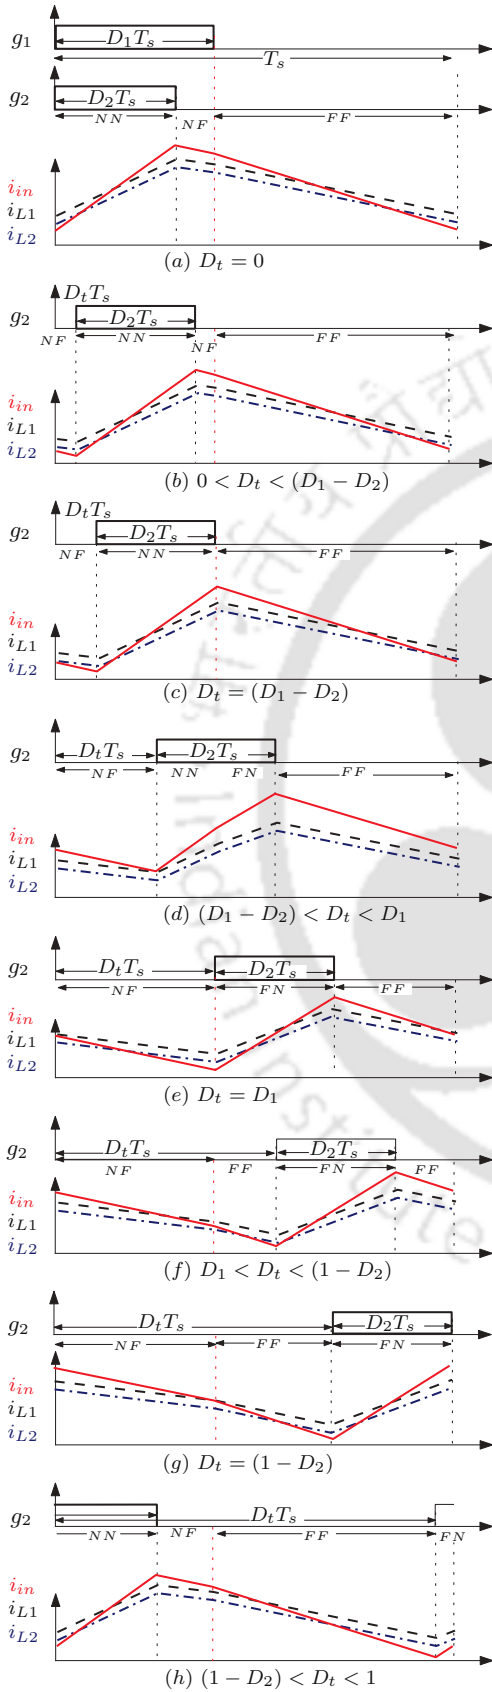 g1 D1Ts
Ts
g2 D2Ts
NN NF FF
iin
iL1
iL2
(a) Dt = 0
DtTs
g2 D2Ts
NF NN NF FF
iin
iL1
iL2
(b) 0 < Dt < (D1 − D2)
DtTs
g2 D2Ts
NF NN FF
iin
iL1
iL2
(c) Dt = (D1 − D2)
g2 DtTs D2Ts
NF NN FN FF
iin
iL1
iL2
(d) (D1 − D2) < Dt < D1
g2 DtTs D2Ts
NF FN FF
iin
iL1
iL2
(e) Dt = D1
g2 DtTs D2Ts
NF FF FN FF
iin
iL1
iL2
(f) D1 < Dt < (1 − D2)
g2 DtTs D2Ts
NF FF FN
iin
iL1
iL2
(g) Dt = (1 − D2)
g2 DtTs
NN NF FF FN
iin
iL1
iL2
(h) (1 − D2) < Dt < 1
Indian Institute